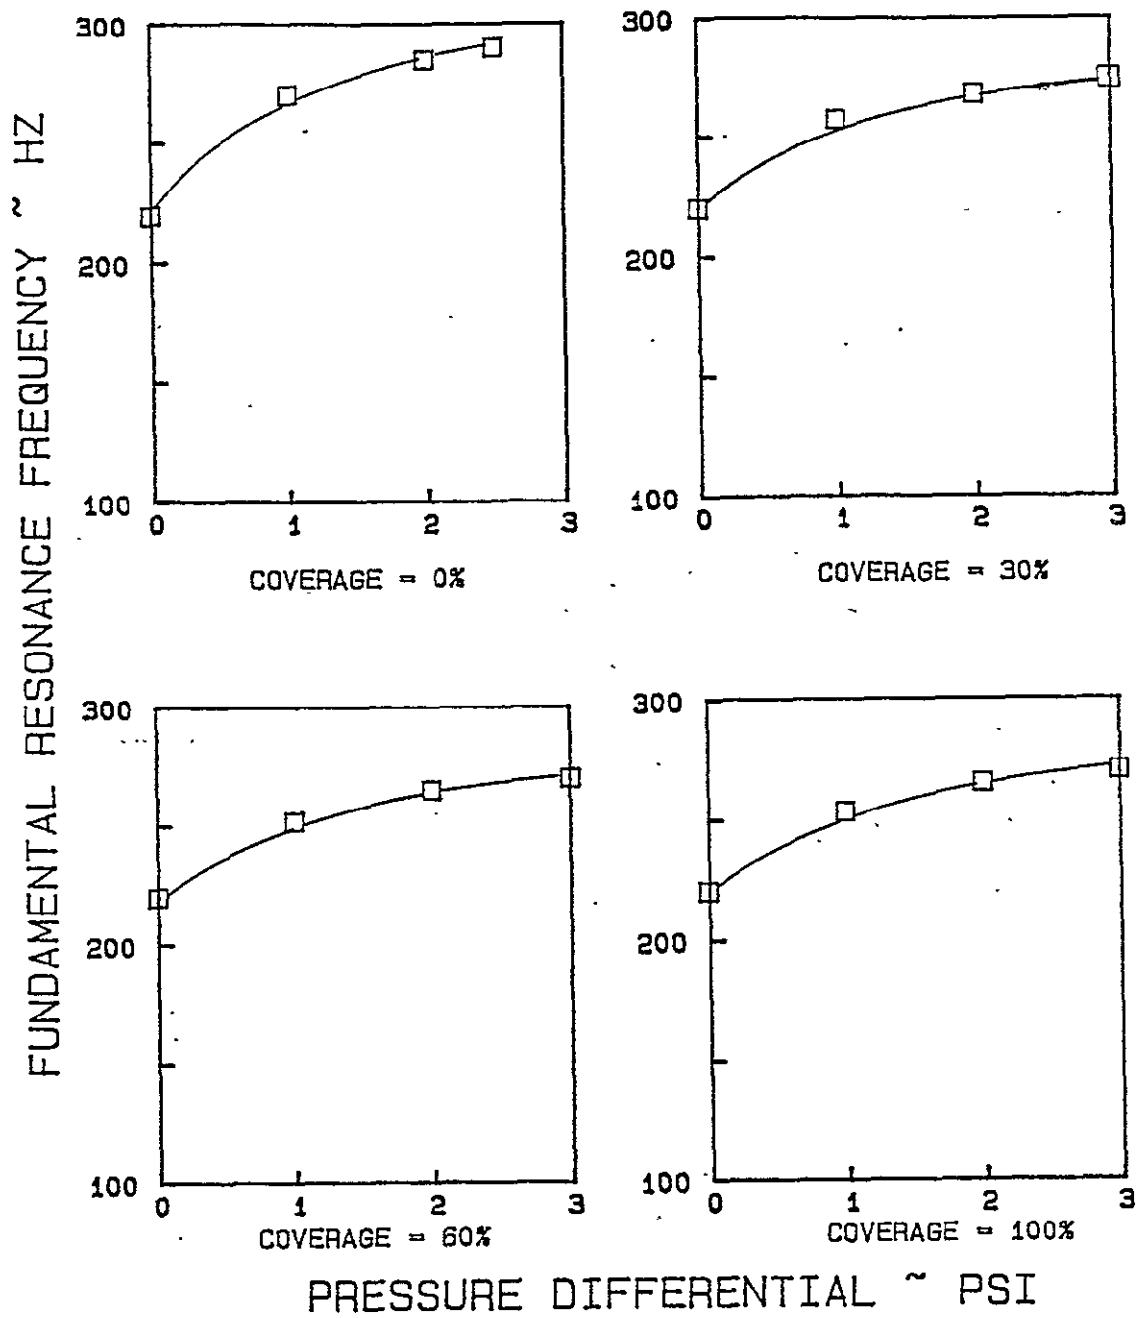 FUNDAMENTAL RESONANCE FREQUENCY ~ HZ
300
200
100
0 1 2 3
COVERAGE = 0%
300
200
100
0 1 2 3
COVERAGE = 30%
300
200
100
0 1 2 3
COVERAGE = 60%
300
200
100
0 1 2 3
COVERAGE = 100%
PRESSURE DIFFERENTIAL ~ PSI